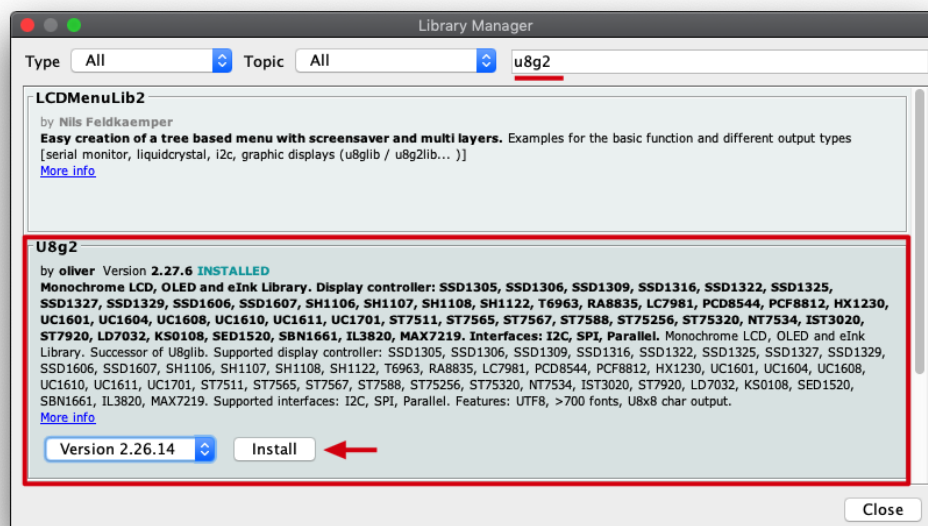 Library Manager
Type All Topic All u8g2
LCDMenuLib2
by Nils Feldkaemper
Easy creation of a tree based menu with screensaver and multi layers. Examples for the basic function and different output types
[serial monitor, liquidcrystal, i2c, graphic displays (u8glib / u8g2lib... )]
More info
U8g2
by oliver Version 2.27.6 INSTALLED
Monochrome LCD, OLED and eInk Library. Display controller: SSD1305, SSD1306, SSD1309, SSD1316, SSD1322, SSD1325,
SSD1327, SSD1329, SSD1606, SSD1607, SH1106, SH1107, SH1108, SH1122, T6963, RA8835, LC7981, PCD8544, PCF8812, HX1230,
UC1601, UC1604, UC1608, UC1610, UC1611, UC1701, ST7511, ST7565, ST7567, ST7588, ST75256, ST75320, NT7534, IST3020,
ST7920, LD7032, KS0108, SED1520, SBN1661, IL3820, MAX7219. Interfaces: I2C, SPI, Parallel. Monochrome LCD, OLED and eInk
Library. Successor of U8glib. Supported display controller: SSD1305, SSD1306, SSD1309, SSD1316, SSD1322, SSD1325, SSD1327, SSD1329,
SSD1606, SSD1607, SH1106, SH1107, SH1108, SH1122, T6963, RA8835, LC7981, PCD8544, PCF8812, HX1230, UC1601, UC1604, UC1608,
UC1610, UC1611, UC1701, ST7511, ST7565, ST7567, ST7588, ST75256, ST75320, NT7534, IST3020, ST7920, LD7032, KS0108, SED1520,
SBN1661, IL3820, MAX7219. Supported interfaces: I2C, SPI, Parallel. Features: UTF8, >700 fonts, U8x8 char output.
More info
Version 2.26.14 Install
Close